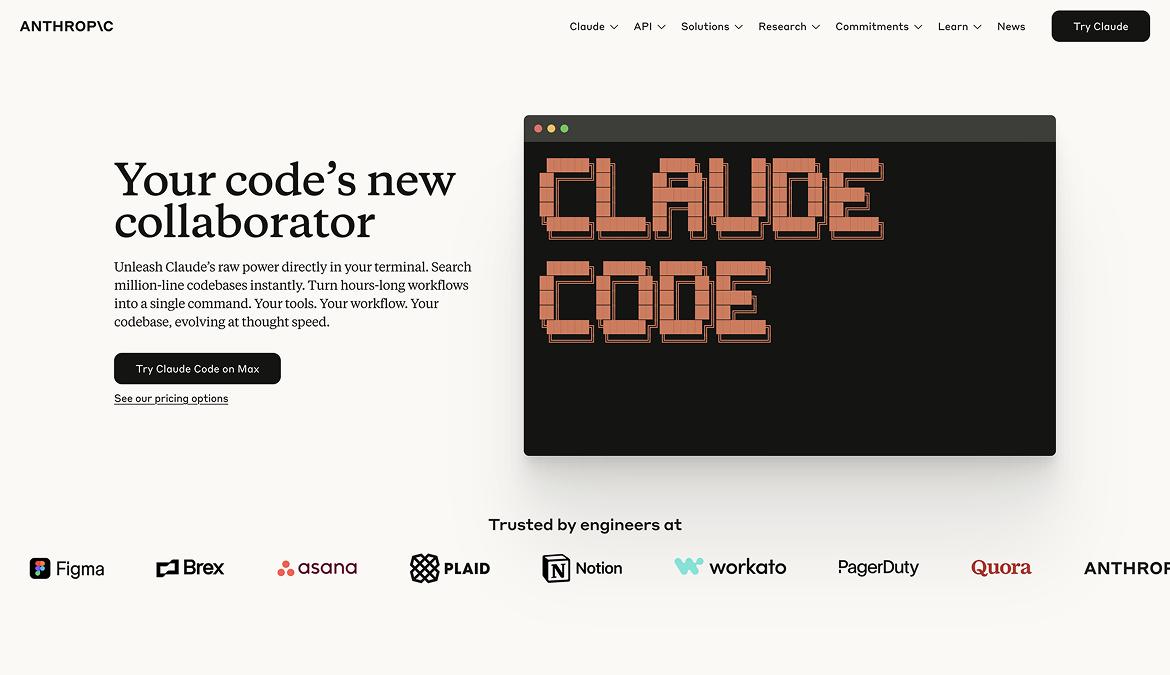 ANTHROP\C
Claude
API
Solutions
Research
Commitments
Learn
News
Try Claude
Your code’s new
collaborator
Unleash Claude’s raw power directly in your terminal. Search
million-line codebases instantly. Turn hours-long workflows
into a single command. Your tools. Your workflow. Your
codebase, evolving at thought speed.
Try Claude Code on Max
See our pricing options
CLAUDE
CODE
Trusted by engineers at
Figma
Brex
asana
PLAID
Notion
workato
PagerDuty
Quora
ANTHROP